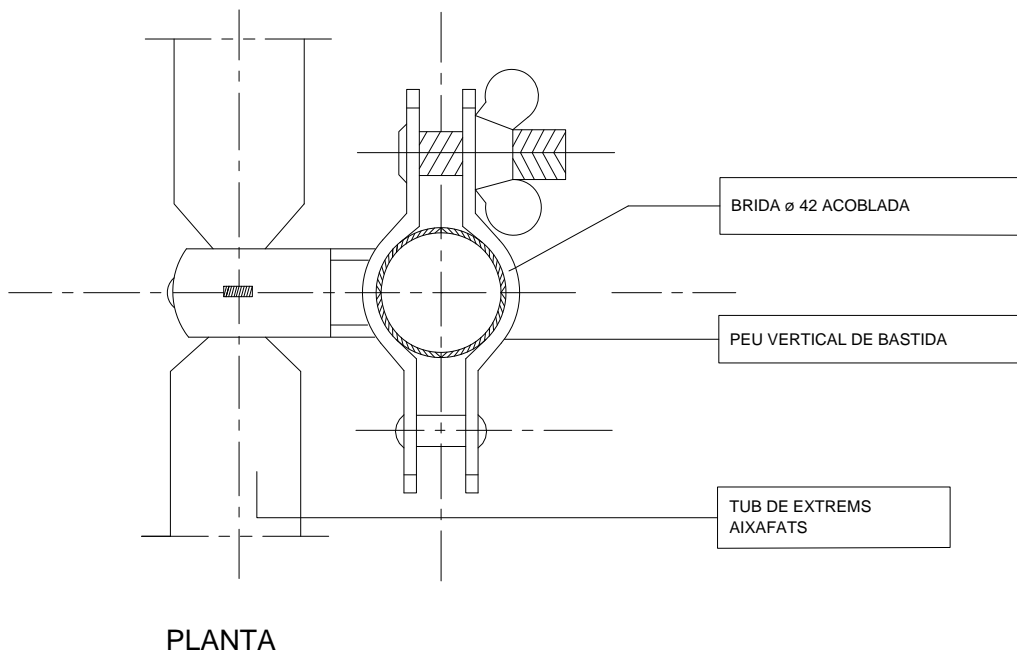 BRIDA ø 42 ACOBLADA
PEU VERTICAL DE BASTIDA
TUB DE EXTREMS
AIXAFATS
PLANTA